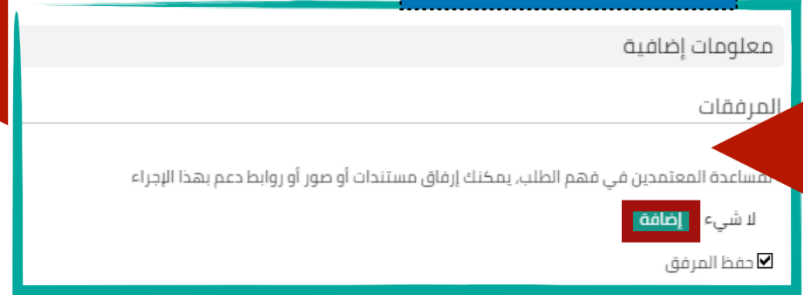 معلومات إضافية
المرفقات
لمساعدة المعتمدين في فهم الطلب، يمكنك إرفاق مستندات أو صور أو روابط دعم بهذا الإجراء
لا شيء إضافة
حفظ المرفق